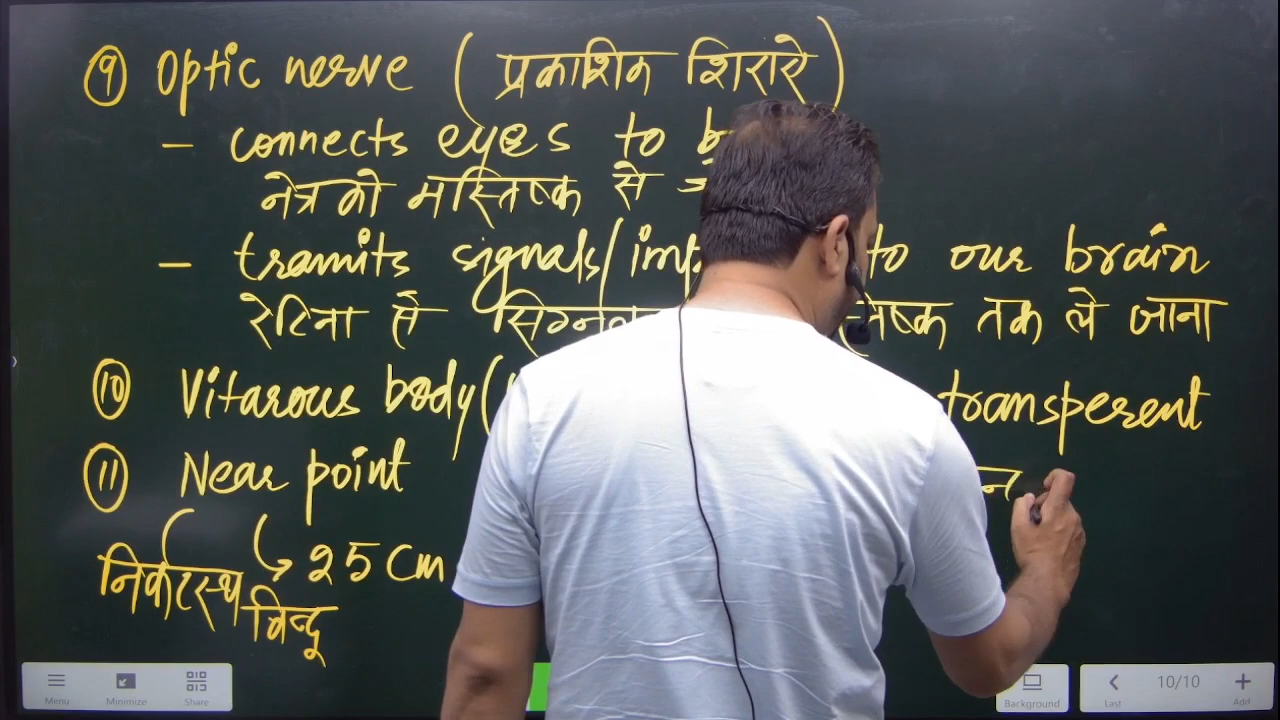 ⑨ Optic nerve (प्रकाशिक शिराऐ)
– connects eyes to
नेत्र को मस्तिष्क से
– tramits signals/ to our brain
रेटिना से तक ले जाना
⑩ Vitarous body( transperent
⑪ Near point
→ 25 Cm
निकटस्थ बिन्दू
Menu Minimize Share Background Last 10/10 Add